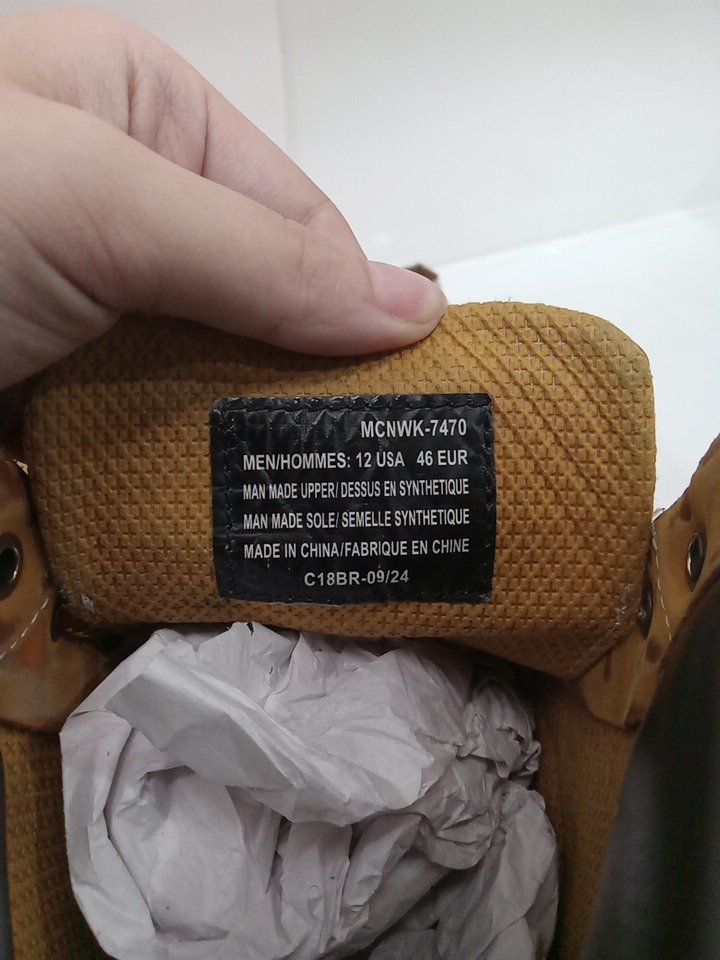 MCNWK-7470
MEN/HOMMES: 12 USA 46 EUR
MAN MADE UPPER/ DESSUS EN SYNTHETIQUE
MAN MADE SOLE/ SEMELLE SYNTHETIQUE
MADE IN CHINA/FABRIQUE EN CHINE
C18BR-09/24